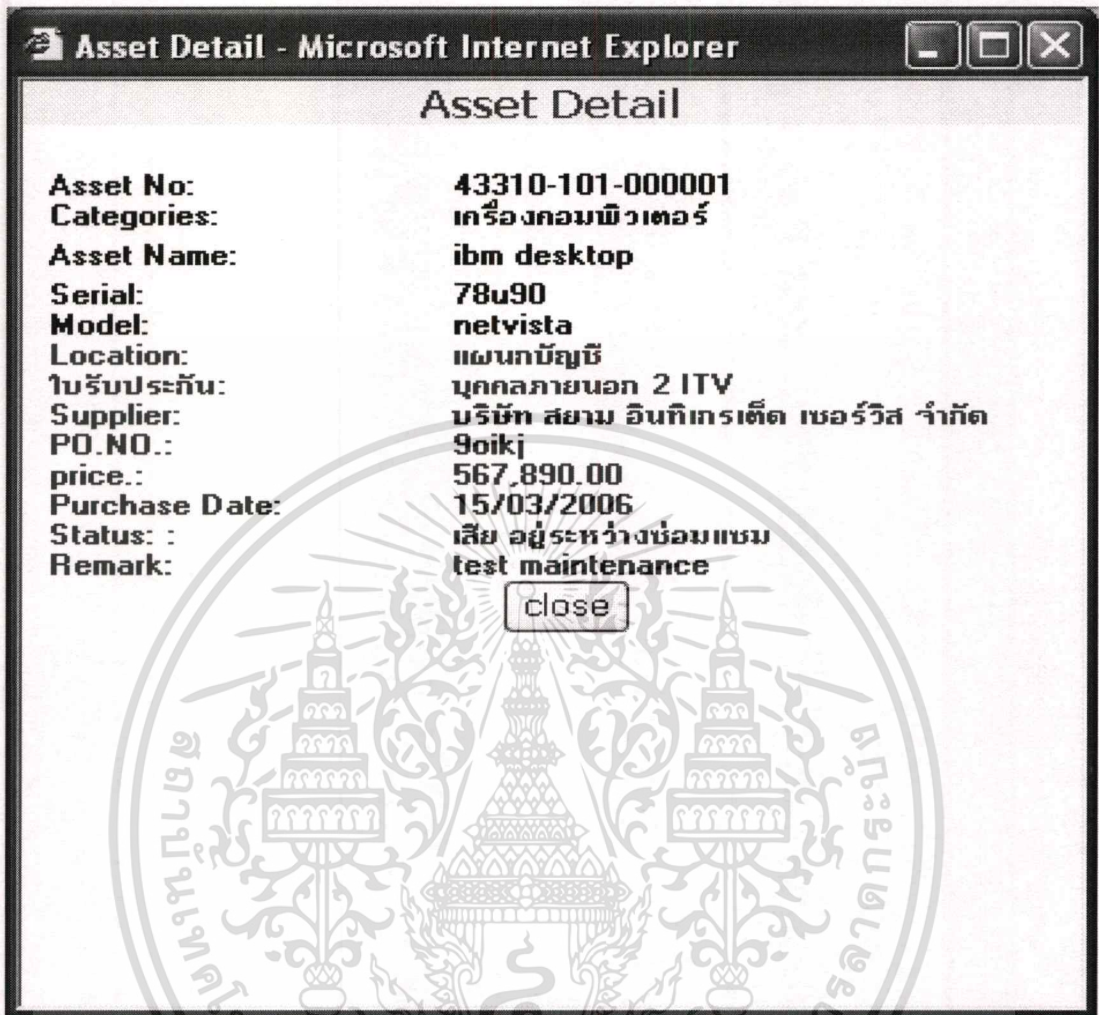 Asset Detail - Microsoft Internet Explorer
Asset Detail
Asset No: 43310-101-000001
Categories: เครื่องคอมพิวเตอร์
Asset Name: ibm desktop
Serial: 78u90
Model: netvista
Location: แผนกบัญชี
ใบรับประกัน: บุคคลภายนอก 2 ITV
Supplier: บริษัท สยาม อินทิเกรเต็ด เซอร์วิส จำกัด
PO.NO.: 9oikj
price.: 567,890.00
Purchase Date: 15/03/2006
Status: : เสีย อยู่ระหว่างซ่อมแซม
Remark: test maintenance
close